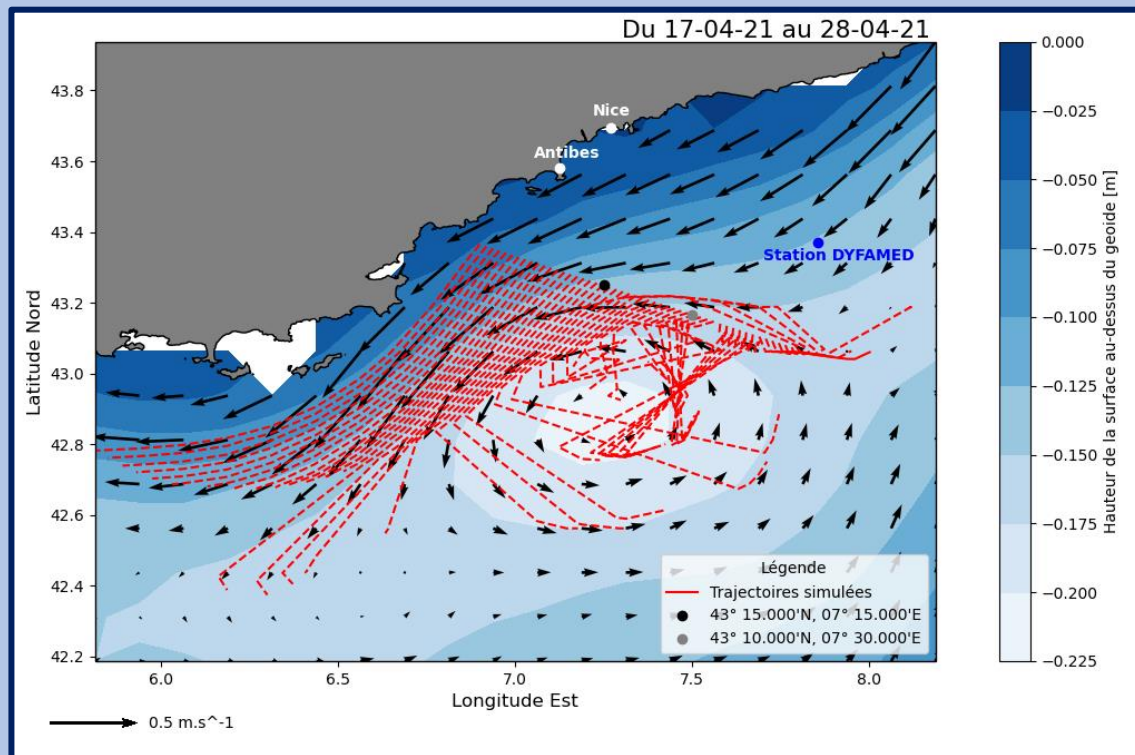 Du 17-04-21 au 28-04-21
Latitude Nord
43.8
43.6
43.4
43.2
43.0
42.8
42.6
42.4
42.2
Nice
Antibes
Station DYFAMED
Légende
Trajectoires simulées
43° 15.000'N, 07° 15.000'E
43° 10.000'N, 07° 30.000'E
6.0
6.5
7.0
7.5
8.0
Longitude Est
0.5 m.s^-1
0.000
−0.025
−0.050
−0.075
−0.100
−0.125
−0.150
−0.175
−0.200
−0.225
Hauteur de la surface au-dessus du geoide [m]